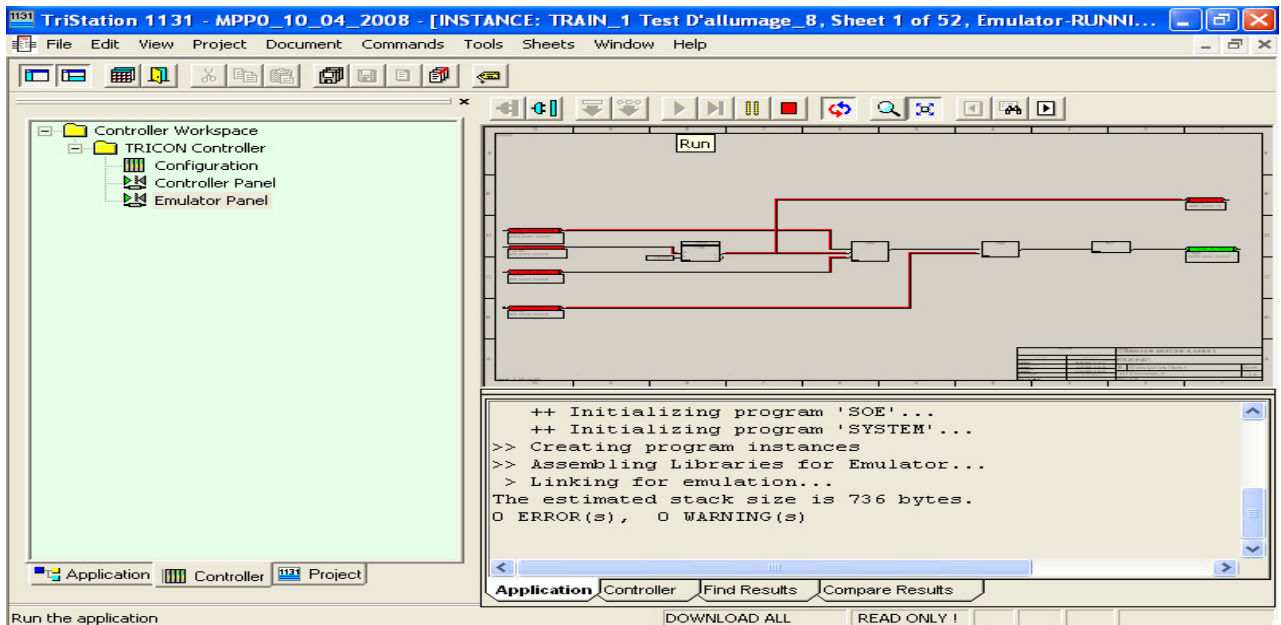 1131 TriStation 1131 - MPP0_10_04_2008 - [INSTANCE: TRAIN_1 Test D'allumage_8, Sheet 1 of 52, Emulator-RUNNI...
File Edit View Project Document Commands Tools Sheets Window Help
Controller Workspace
TRICON Controller
Configuration
Controller Panel
Emulator Panel
Application Controller 1131 Project
Run
++ Initializing program 'SOE'...
++ Initializing program 'SYSTEM'...
>> Creating program instances
>> Assembling Libraries for Emulator...
> Linking for emulation...
The estimated stack size is 736 bytes.
0 ERROR(s), 0 WARNING(s)
Application Controller Find Results Compare Results
Run the application DOWNLOAD ALL READ ONLY !